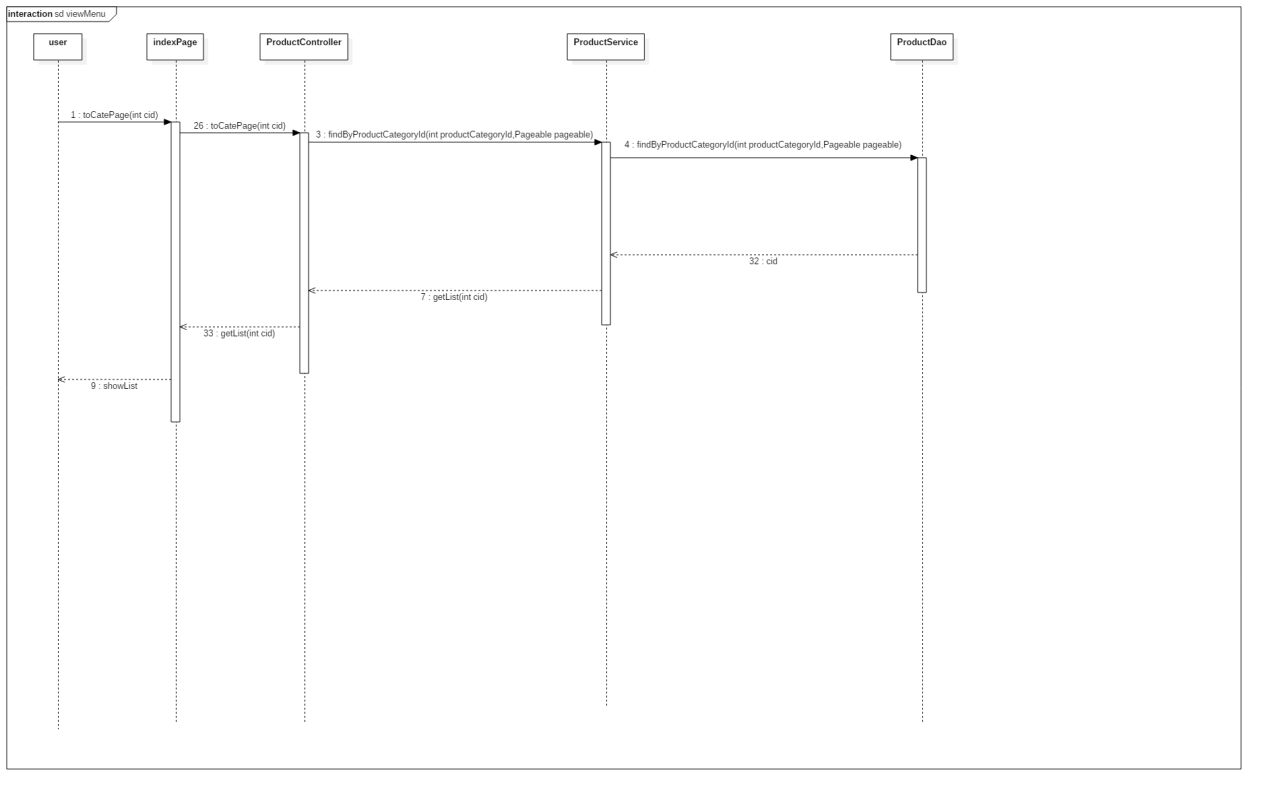 interaction sd viewMenu
user
indexPage
ProductController
ProductService
ProductDao
1 : toCatePage(int cid)
26 : toCatePage(int cid)
3 : findByProductCategoryId(int productCategoryId,Pageable pageable)
4 : findByProductCategoryId(int productCategoryId,Pageable pageable)
32 : cid
7 : getList(int cid)
33 : getList(int cid)
9 : showList